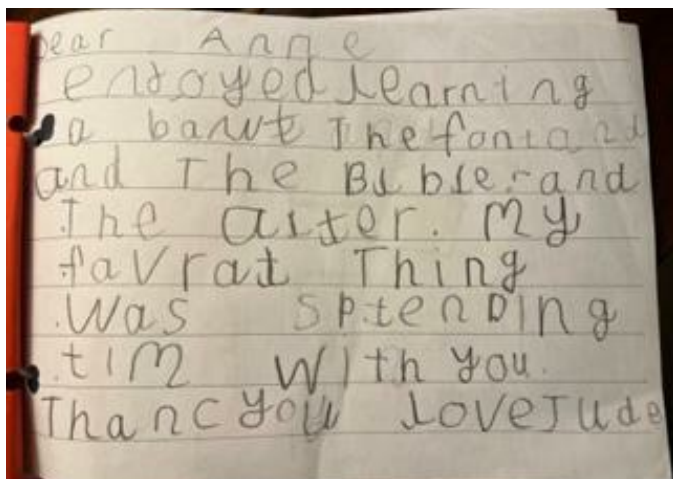 Dear Anne
enjoyed learning
a bawt The font and
and The Bible and
The alter. My
favrat Thing
was sptending
tim with you.
Thanc you love Jude